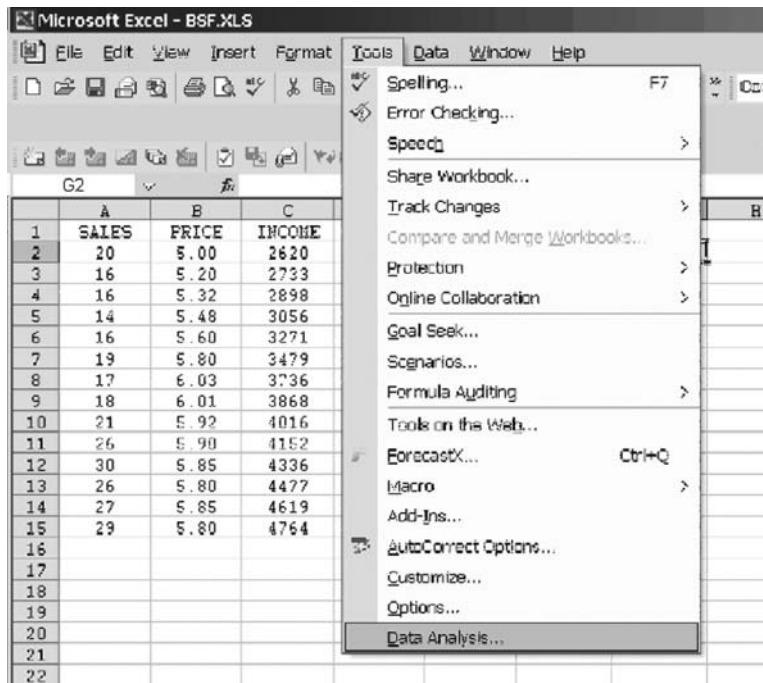 Microsoft Excel - BSF.XLS
File Edit View Insert Format Tools Data Window Help
Spelling... F7
Error Checking...
Speech
Share Workbook...
Track Changes
Compare and Merge Workbooks...
Protection
Online Collaboration
Goal Seek...
Scenarios...
Formula Auditing
Tools on the Web...
ForecastX... Ctrl+Q
Macro
Add-Ins...
AutoCorrect Options...
Customize...
Options...
Data Analysis...
G2 fx
A B C H
1 SALES PRICE INCOME
2 20 5.00 2620
3 16 5.20 2733
4 16 5.32 2898
5 14 5.48 3056
6 16 5.60 3271
7 19 5.80 3479
8 17 6.03 3736
9 18 6.01 3868
10 21 5.92 4016
11 26 5.90 4152
12 30 5.85 4336
13 26 5.80 4477
14 27 5.85 4619
15 29 5.80 4764
16
17
18
19
20
21
22